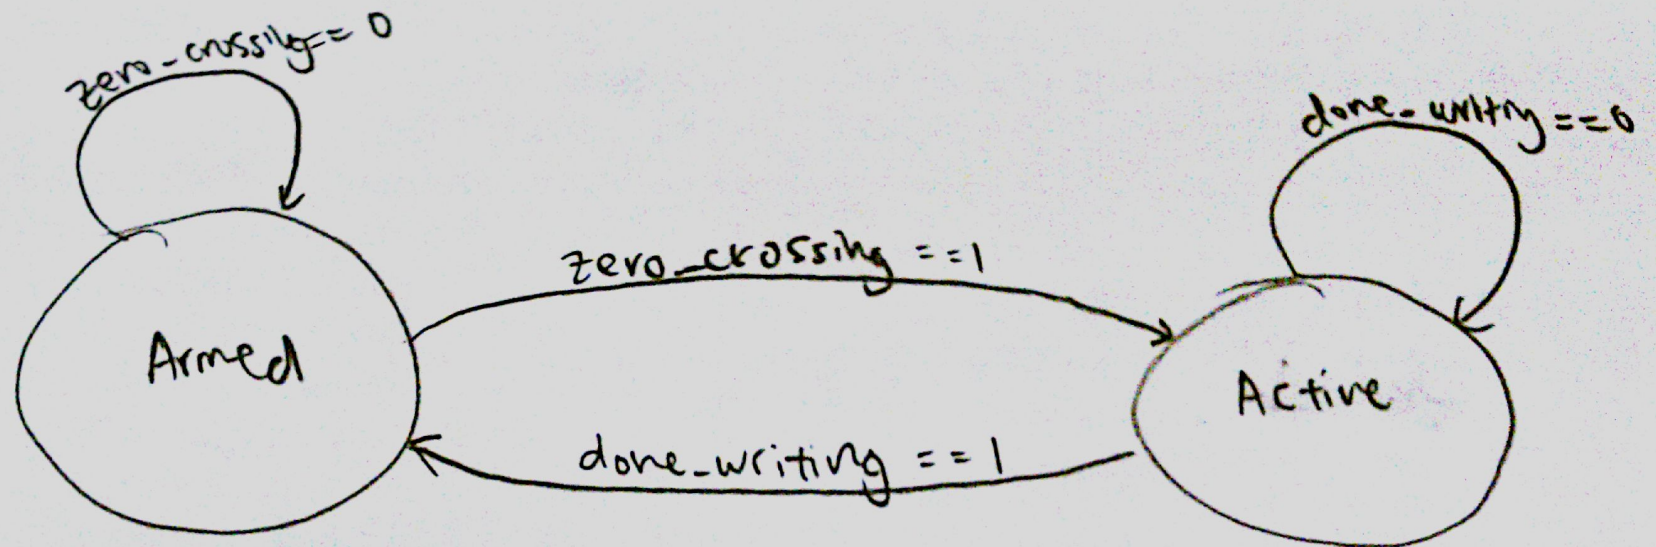 zero_crossing == 0
done_writing == 0
zero_crossing == 1
Armed
Active
done_writing == 1